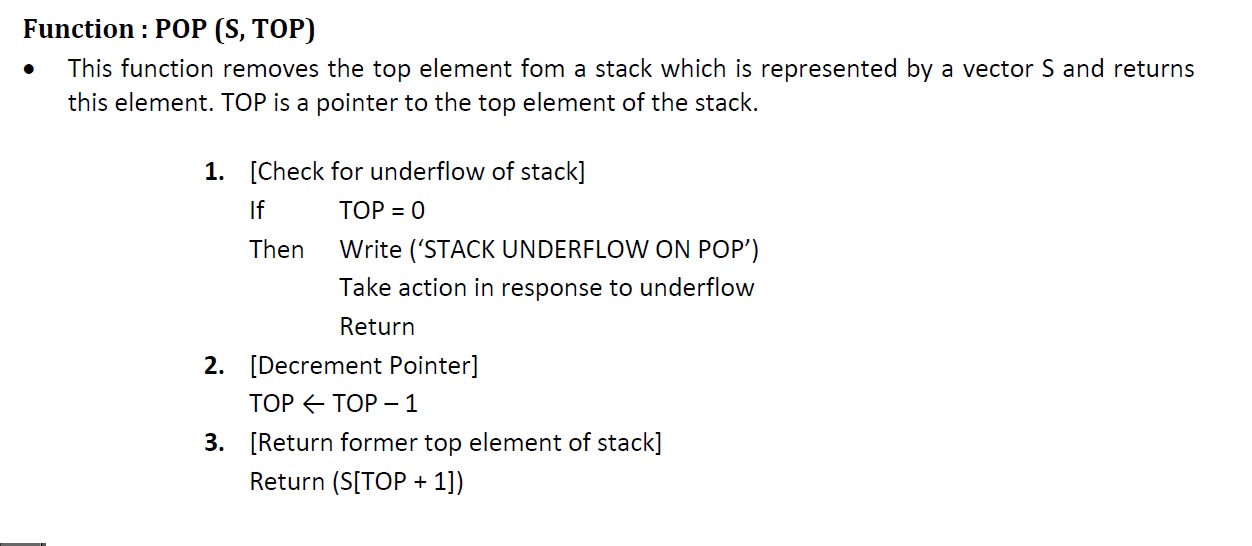 Function : POP (S, TOP)
• This function removes the top element fom a stack which is represented by a vector S and returns
this element. TOP is a pointer to the top element of the stack.
1. [Check for underflow of stack]
If TOP = 0
Then Write (‘STACK UNDERFLOW ON POP’)
Take action in response to underflow
Return
2. [Decrement Pointer]
TOP ← TOP – 1
3. [Return former top element of stack]
Return (S[TOP + 1])